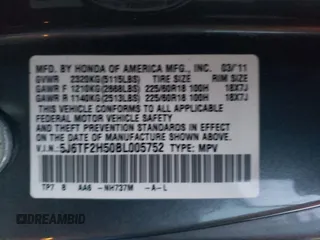 MFD. BY HONDA OF AMERICA MFG., INC. 03/11
GVWR 2320KG(5115LBS) TIRE SIZE RIM SIZE
GAWR F 1210KG(2668LBS) 225/60R18 100H 18X7J
GAWR R 1140KG(2513LBS) 225/60R18 100H 18X7J
THIS VEHICLE CONFORMS TO ALL APPLICABLE
FEDERAL MOTOR VEHICLE SAFETY AND
THEFT PREVENTION STANDARDS IN EFFECT ON THE
DATE OF MANUFACTURE SHOWN ABOVE.
V.I.N: 5J6TF2H50BL005752 TYPE: MPV
TP7 B AA6 -NH737M -A-L
DREAMBID